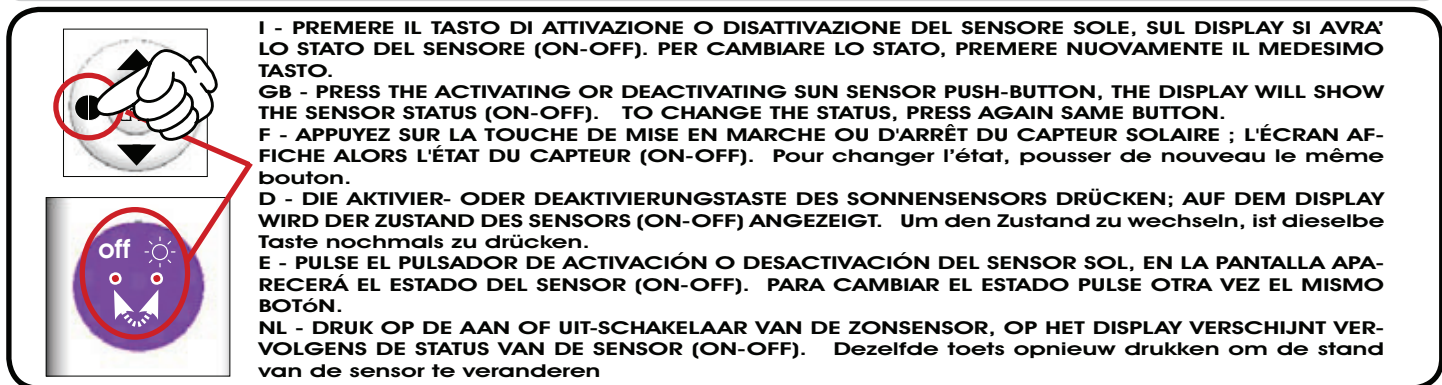 I - PREMERE IL TASTO DI ATTIVAZIONE O DISATTIVAZIONE DEL SENSORE SOLE, SUL DISPLAY SI AVRA'
LO STATO DEL SENSORE (ON-OFF). PER CAMBIARE LO STATO, PREMERE NUOVAMENTE IL MEDESIMO
TASTO.
GB - PRESS THE ACTIVATING OR DEACTIVATING SUN SENSOR PUSH-BUTTON, THE DISPLAY WILL SHOW
THE SENSOR STATUS (ON-OFF). TO CHANGE THE STATUS, PRESS AGAIN SAME BUTTON.
F - APPUYEZ SUR LA TOUCHE DE MISE EN MARCHE OU D'ARRÊT DU CAPTEUR SOLAIRE ; L'ÉCRAN AF-
FICHE ALORS L'ÉTAT DU CAPTEUR (ON-OFF). Pour changer l'état, pousser de nouveau le même
bouton.
D - DIE AKTIVIER- ODER DEAKTIVIERUNGSTASTE DES SONNENSENSORS DRÜCKEN; AUF DEM DISPLAY
WIRD DER ZUSTAND DES SENSORS (ON-OFF) ANGEZEIGT. Um den Zustand zu wechseln, ist dieselbe
Taste nochmals zu drücken.
E - PULSE EL PULSADOR DE ACTIVACIÓN O DESACTIVACIÓN DEL SENSOR SOL, EN LA PANTALLA APA-
RECERÁ EL ESTADO DEL SENSOR (ON-OFF). PARA CAMBIAR EL ESTADO PULSE OTRA VEZ EL MISMO
BOTóN.
NL - DRUK OP DE AAN OF UIT-SCHAKELAAR VAN DE ZONSENSOR, OP HET DISPLAY VERSCHIJNT VER-
VOLGENS DE STATUS VAN DE SENSOR (ON-OFF). Dezelfde toets opnieuw drukken om de stand
van de sensor te veranderen
off